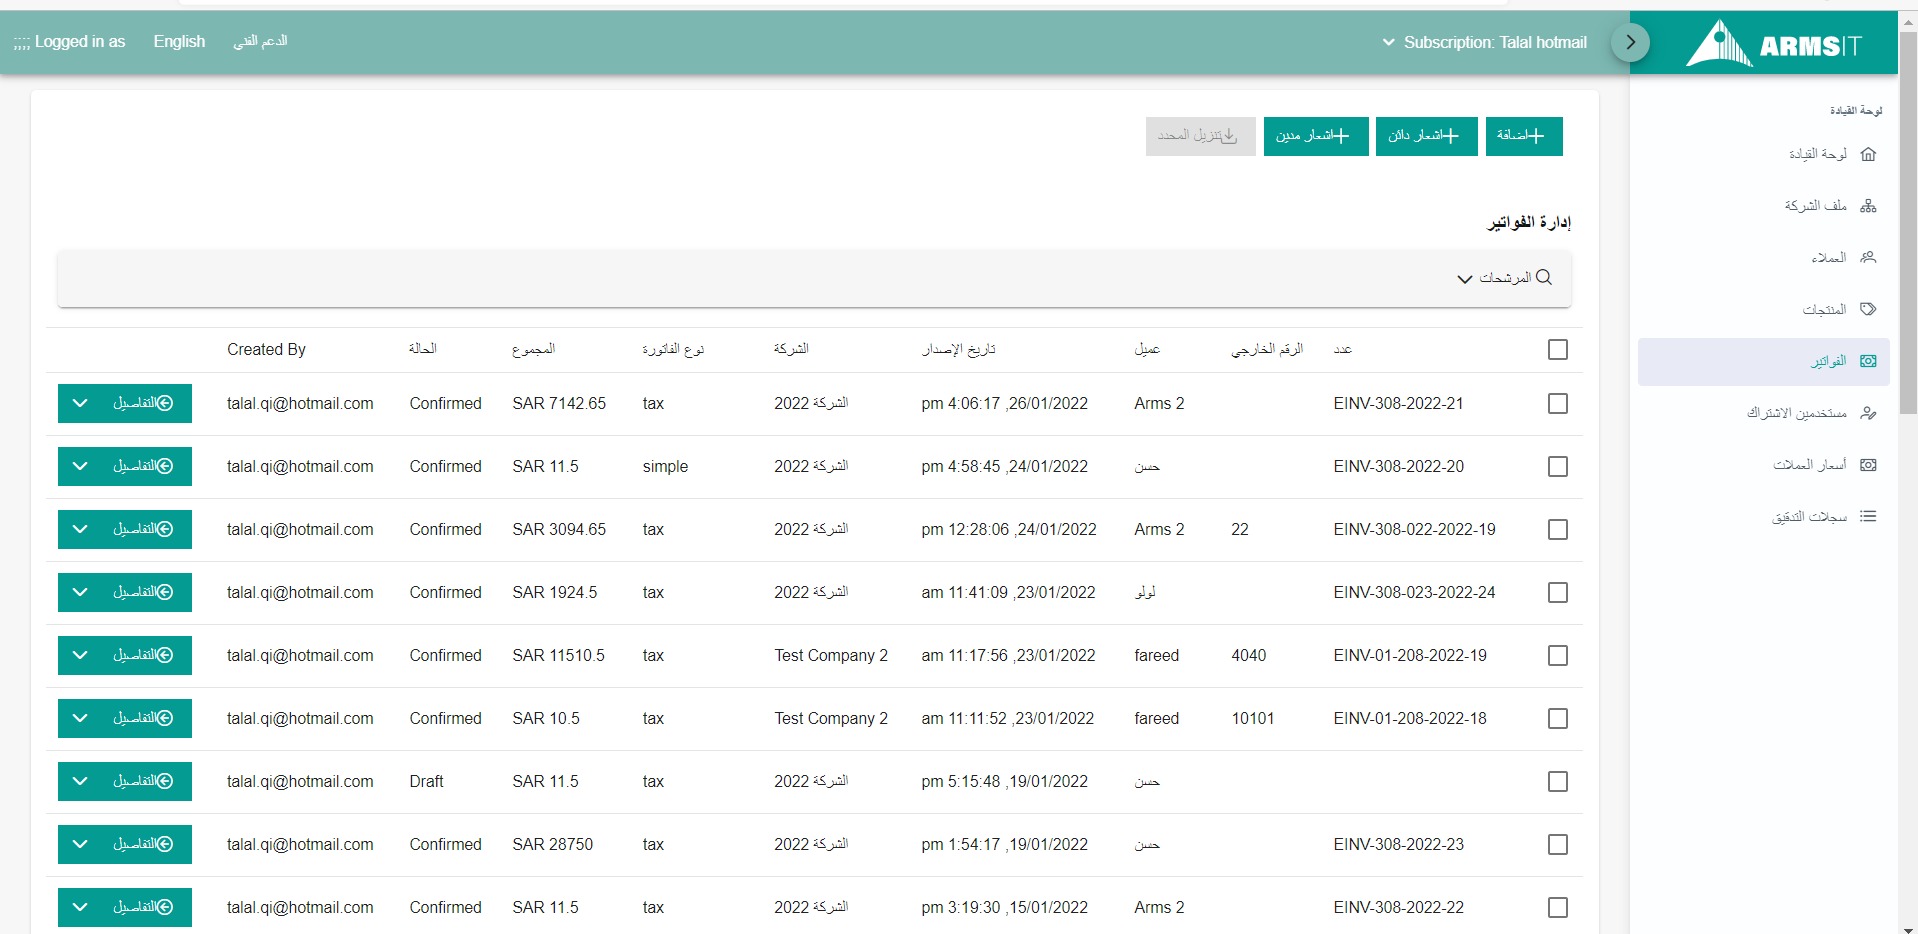 ARMSIT
Subscription: Talal hotmail
الدعم الفني
English
;;;; Logged in as
لوحة القيادة
لوحة القيادة
ملف الشركة
العملاء
المنتجات
الفواتير
مستخدمين الاشتراك
أسعار العملات
سجلات التدقيق
اضافة
اشعار دائن
اشعار مدين
تنزيل المحدد
إدارة الفواتير
المرشحات
عدد الرقم الخارجي عميل تاريخ الإصدار الشركة نوع الفاتورة المجموع الحالة Created By
EINV-308-2022-21 Arms 2 pm 4:06:17 ,26/01/2022 الشركة 2022 tax SAR 7142.65 Confirmed talal.qi@hotmail.com التفاصيل
EINV-308-2022-20 حسن pm 4:58:45 ,24/01/2022 الشركة 2022 simple SAR 11.5 Confirmed talal.qi@hotmail.com التفاصيل
EINV-308-022-2022-19 22 Arms 2 pm 12:28:06 ,24/01/2022 الشركة 2022 tax SAR 3094.65 Confirmed talal.qi@hotmail.com التفاصيل
EINV-308-023-2022-24 لولو am 11:41:09 ,23/01/2022 الشركة 2022 tax SAR 1924.5 Confirmed talal.qi@hotmail.com التفاصيل
EINV-01-208-2022-19 4040 fareed am 11:17:56 ,23/01/2022 Test Company 2 tax SAR 11510.5 Confirmed talal.qi@hotmail.com التفاصيل
EINV-01-208-2022-18 10101 fareed am 11:11:52 ,23/01/2022 Test Company 2 tax SAR 10.5 Confirmed talal.qi@hotmail.com التفاصيل
حسن pm 5:15:48 ,19/01/2022 الشركة 2022 tax SAR 11.5 Draft talal.qi@hotmail.com التفاصيل
EINV-308-2022-23 حسن pm 1:54:17 ,19/01/2022 الشركة 2022 tax SAR 28750 Confirmed talal.qi@hotmail.com التفاصيل
EINV-308-2022-22 Arms 2 pm 3:19:30 ,15/01/2022 الشركة 2022 tax SAR 11.5 Confirmed talal.qi@hotmail.com التفاصيل